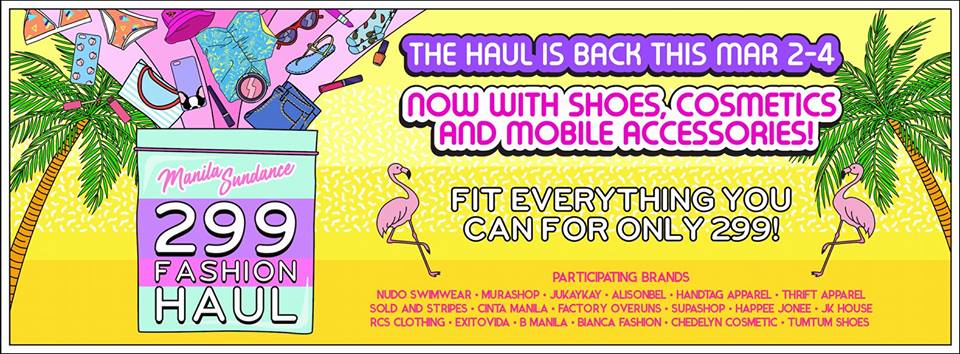 THE HAUL IS BACK THIS MAR 2-4
NOW WITH SHOES, COSMETICS
AND MOBILE ACCESSORIES!
Manila Sundance
299
FASHION
HAUL
FIT EVERYTHING YOU
CAN FOR ONLY 299!
PARTICIPATING BRANDS
NUDO SWIMWEAR • MURASHOP • JUKAYKAY • ALISONBEL • HANDTAG APPAREL • THRIFT APPAREL
SOLD AND STRIPES • CINTA MANILA • FACTORY OVERUNS • SUPASHOP • HAPPEE JONEE • JK HOUSE
RCS CLOTHING • EXITOVIDA • B MANILA • BIANCA FASHION • CHEDELYN COSMETIC • TUMTUM SHOES